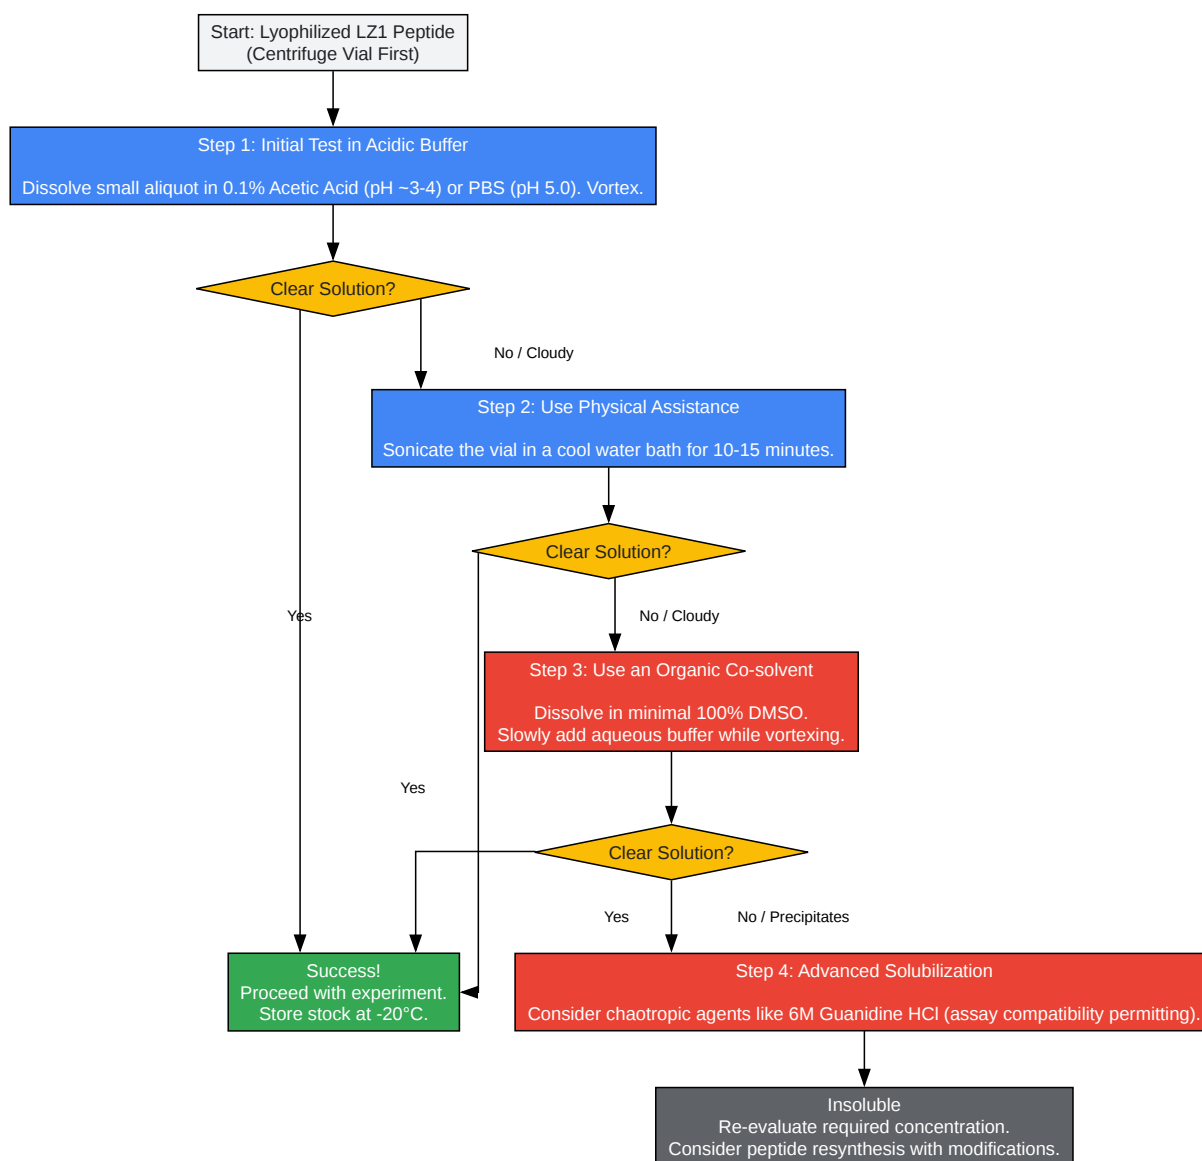 Start: Lyophilized LZ1 Peptide
(Centrifuge Vial First)
Step 1: Initial Test in Acidic Buffer
Dissolve small aliquot in 0.1% Acetic Acid (pH ~3-4) or PBS (pH 5.0). Vortex.
Clear Solution?
No / Cloudy
Step 2: Use Physical Assistance
Sonicate the vial in a cool water bath for 10-15 minutes.
Clear Solution?
Yes
No / Cloudy
Step 3: Use an Organic Co-solvent
Dissolve in minimal 100% DMSO.
Slowly add aqueous buffer while vortexing.
Yes
Clear Solution?
Yes
No / Precipitates
Success!
Proceed with experiment.
Store stock at -20°C.
Step 4: Advanced Solubilization
Consider chaotropic agents like 6M Guanidine HCl (assay compatibility permitting).
Insoluble
Re-evaluate required concentration.
Consider peptide resynthesis with modifications.